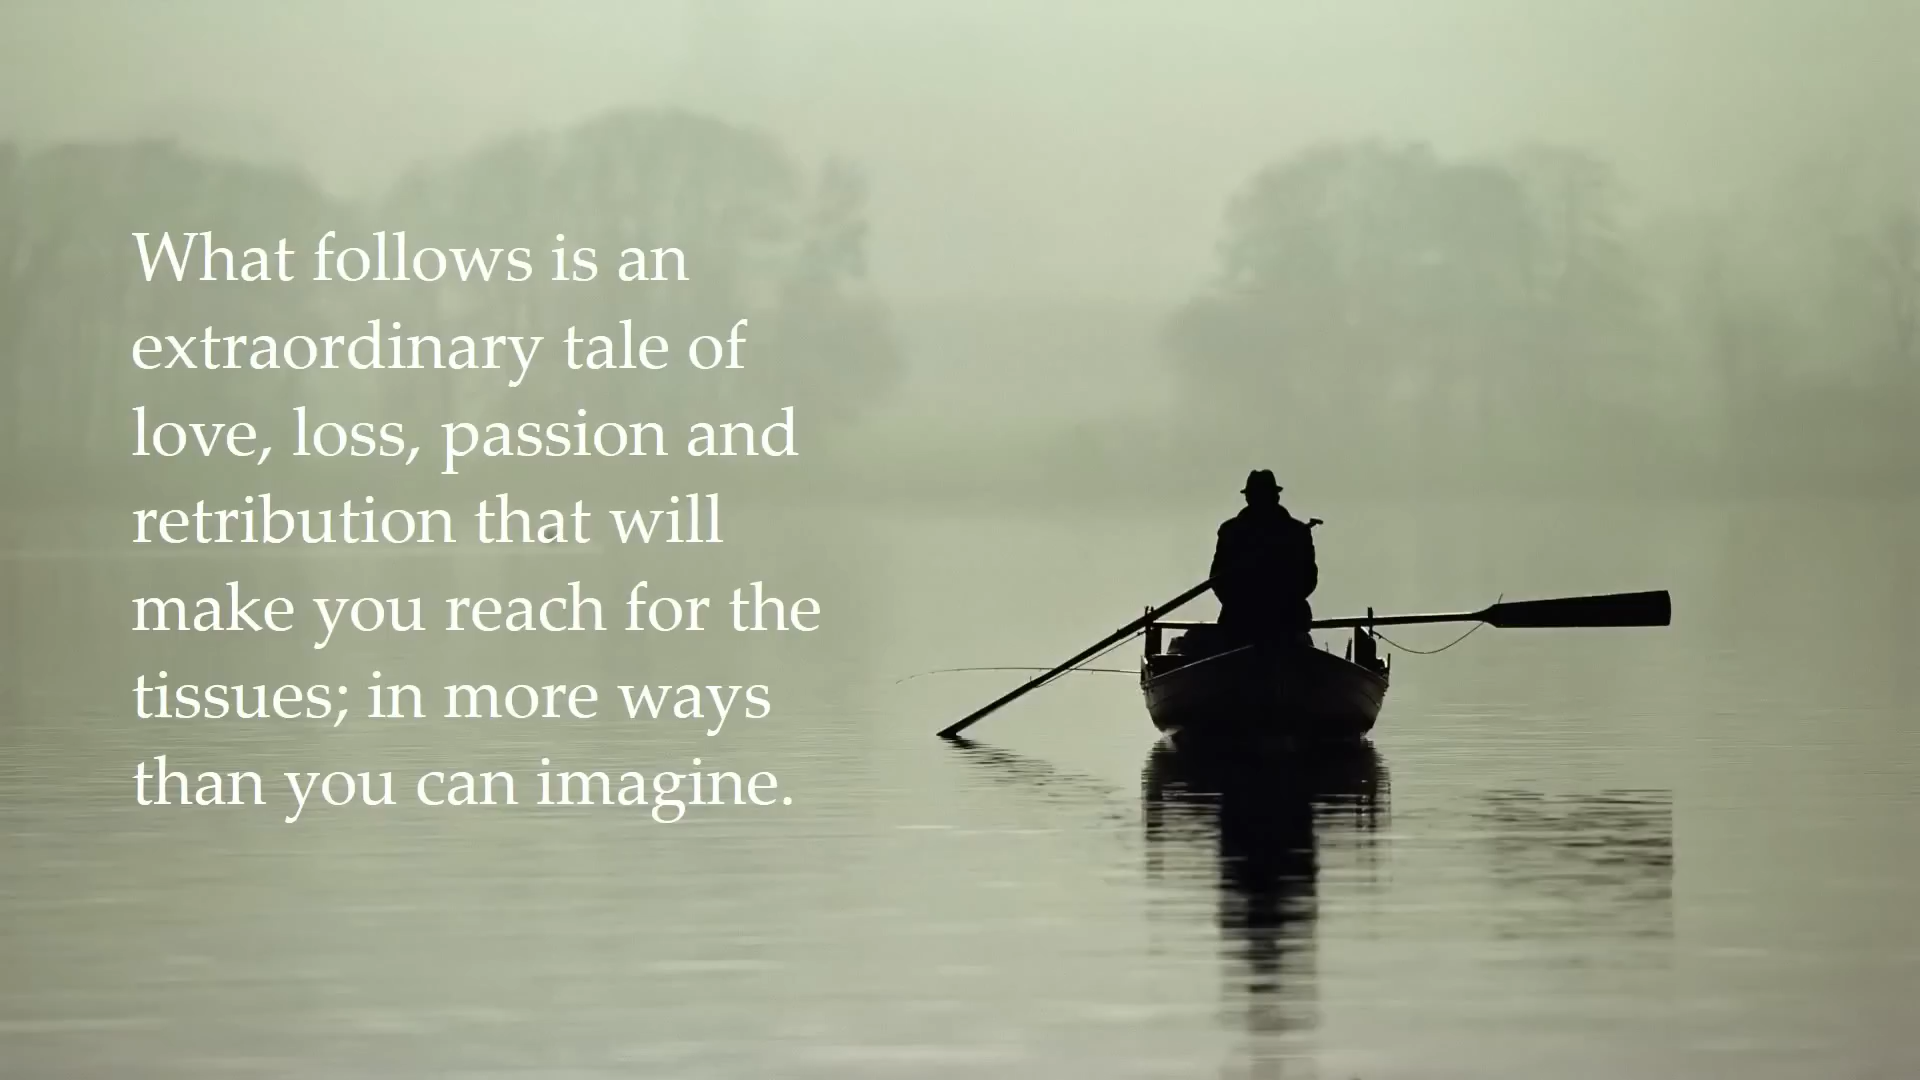 What follows is an
extraordinary tale of
love, loss, passion and
retribution that will
make you reach for the
tissues; in more ways
than you can imagine.